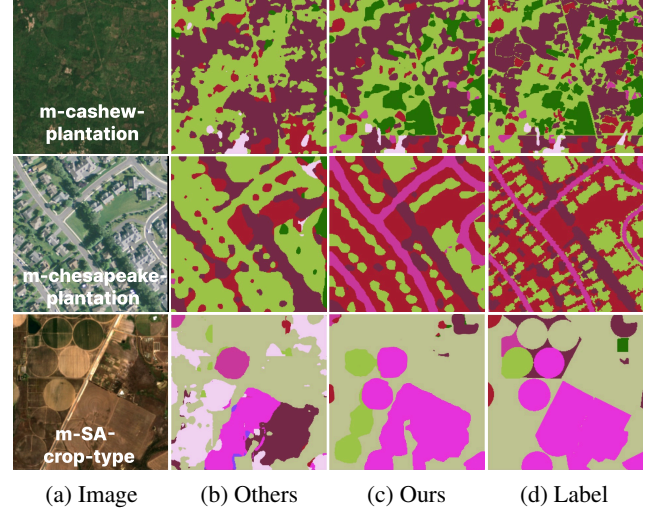 m-cashew-
plantation
m-chesapeake-
plantation
m-SA-
crop-type
(a) Image (b) Others (c) Ours (d) Label